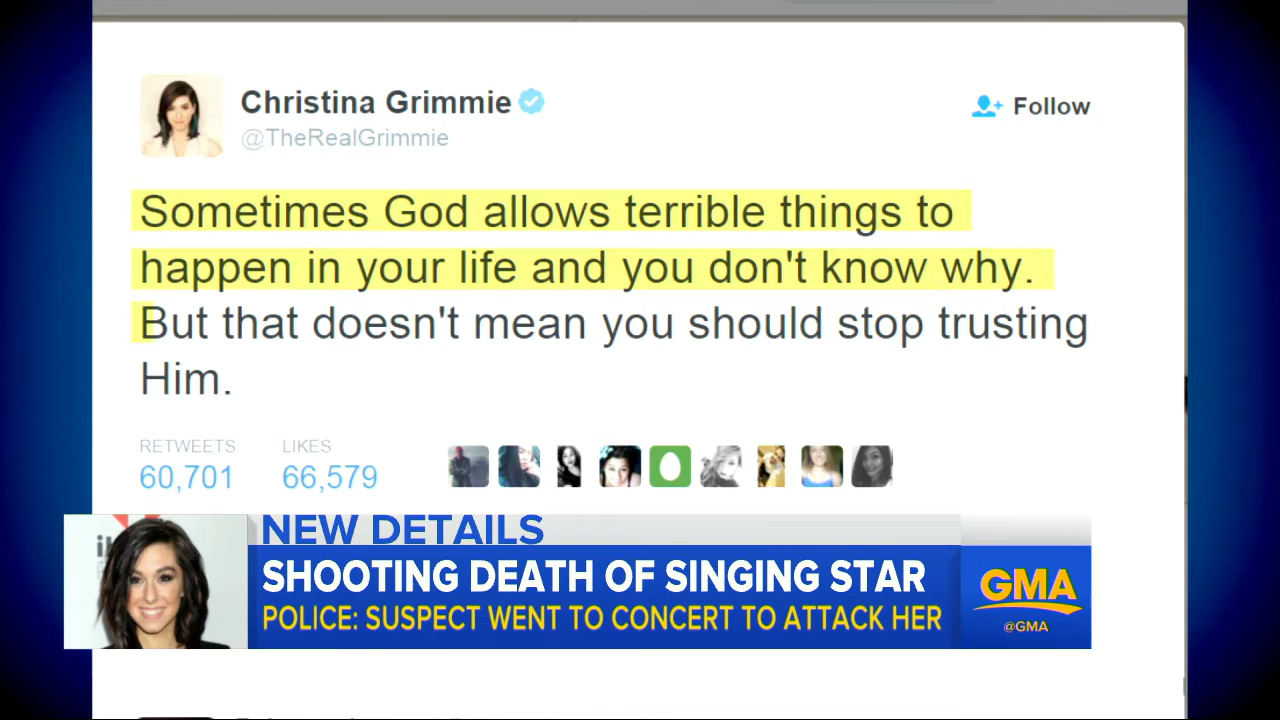 Christina Grimmie
@TheRealGrimmie
Follow
Sometimes God allows terrible things to
happen in your life and you don't know why.
But that doesn't mean you should stop trusting
Him.
RETWEETS LIKES
60,701 66,579
NEW DETAILS
SHOOTING DEATH OF SINGING STAR
POLICE: SUSPECT WENT TO CONCERT TO ATTACK HER
GMA
@GMA